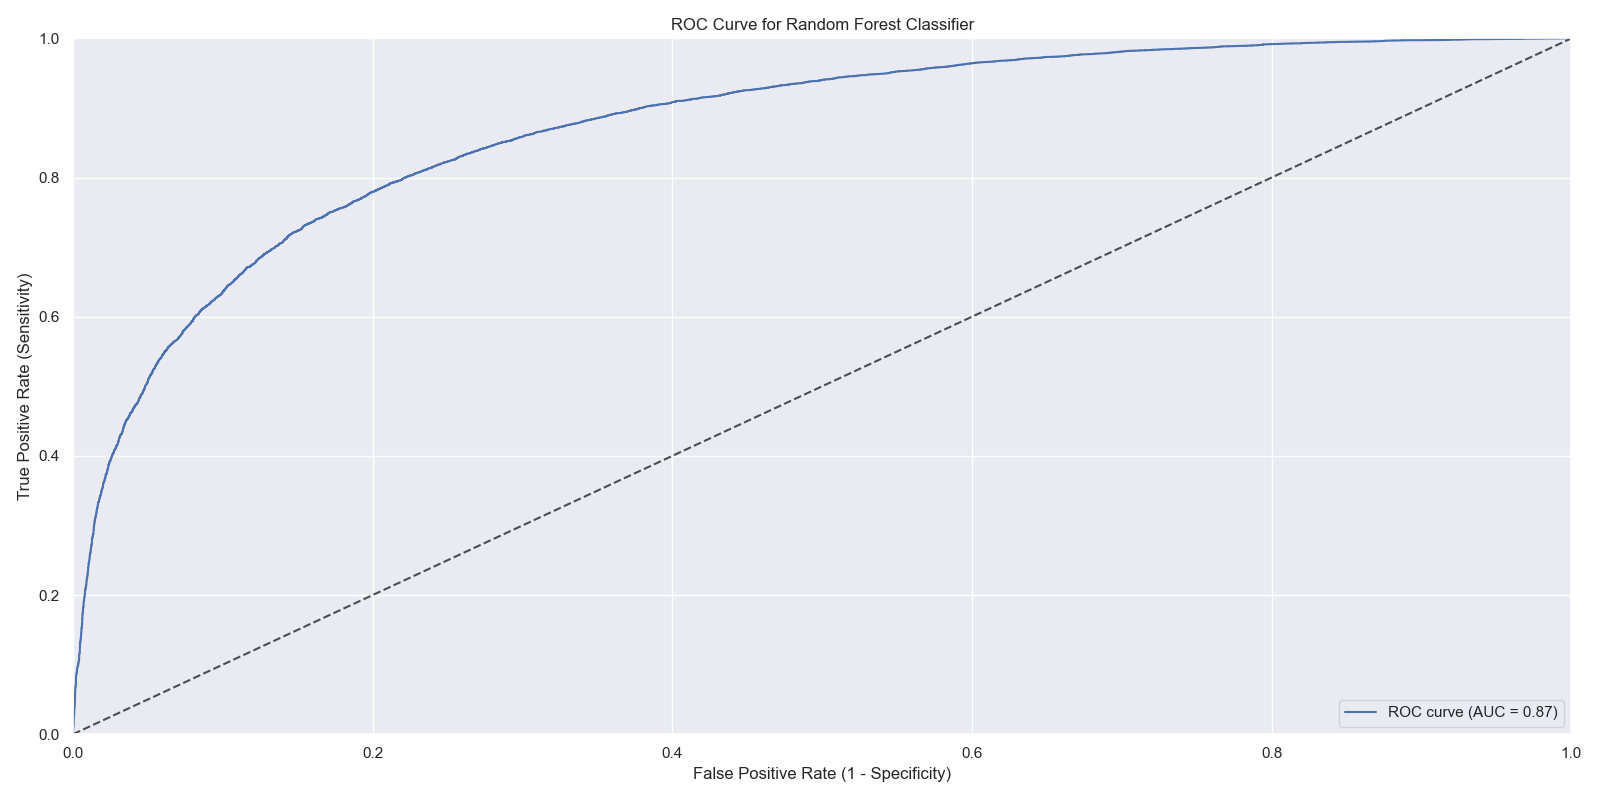 ROC Curve for Random Forest Classifier
1.0
0.8
0.6
0.4
0.2
0.0
True Positive Rate (Sensitivity)
ROC curve (AUC = 0.87)
0.0 0.2 0.4 0.6 0.8 1.0
False Positive Rate (1 - Specificity)